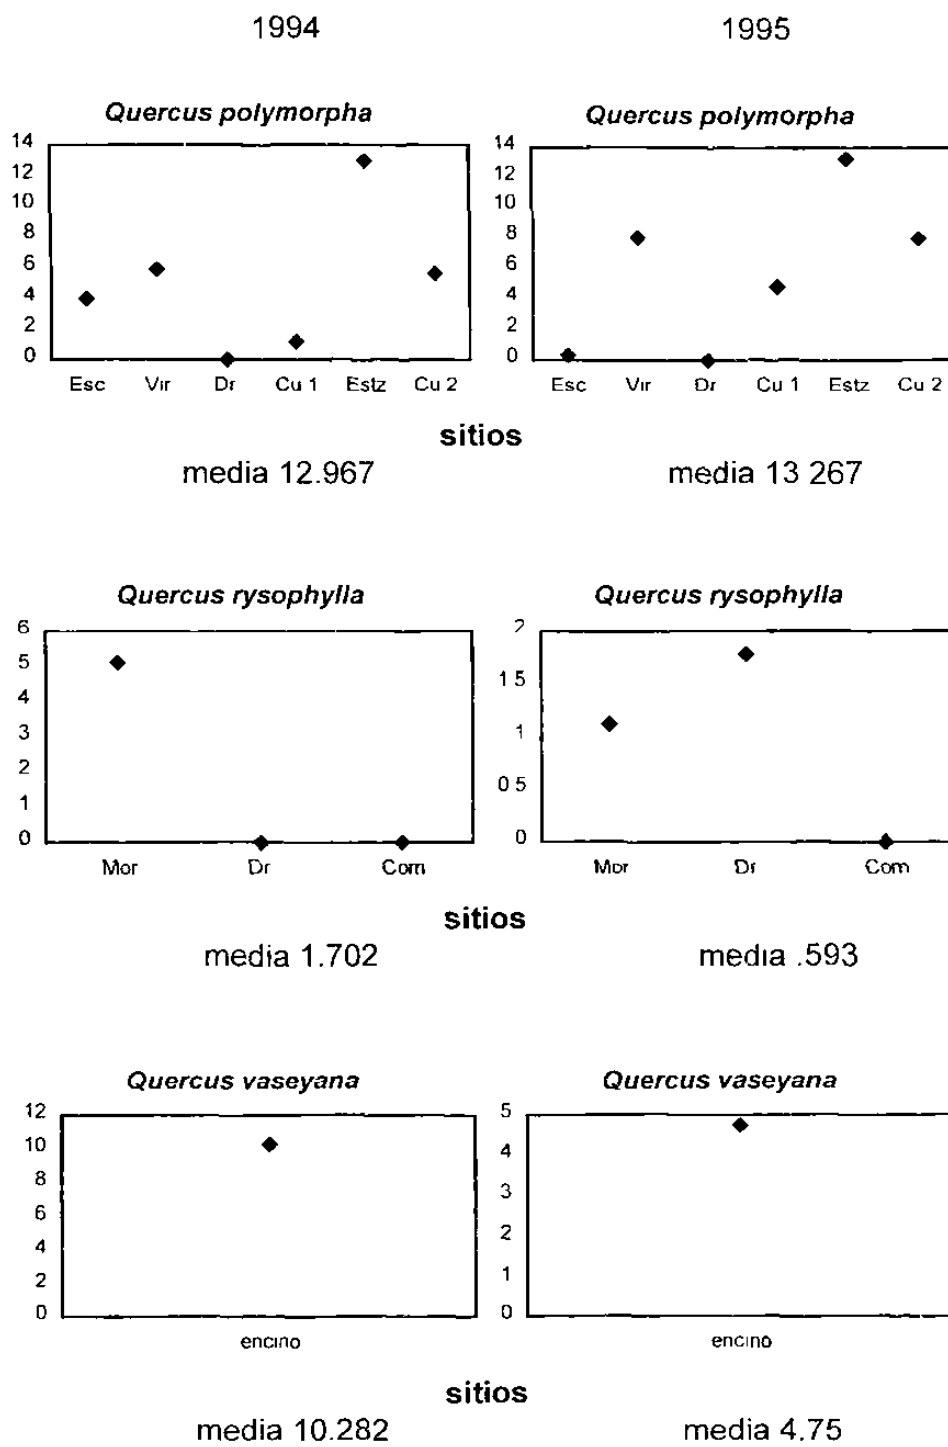 1994 1995
Quercus polymorpha Quercus polymorpha
14
12
10
8
6
4
2
0
Esc Vir Dr Cu 1 Estz Cu 2
14
12
10
8
6
4
2
0
Esc Vir Dr Cu 1 Estz Cu 2
sitios
media 12.967 media 13 267
Quercus rysophylla Quercus rysophylla
6
5
4
3
2
1
0
Mor Dr Com
2
1 5
1
0 5
0
Mor Dr Com
sitios
media 1.702 media .593
Quercus vaseyana Quercus vaseyana
12
10
8
6
4
2
0
encino
5
4
3
2
1
0
encino
sitios
media 10.282 media 4.75